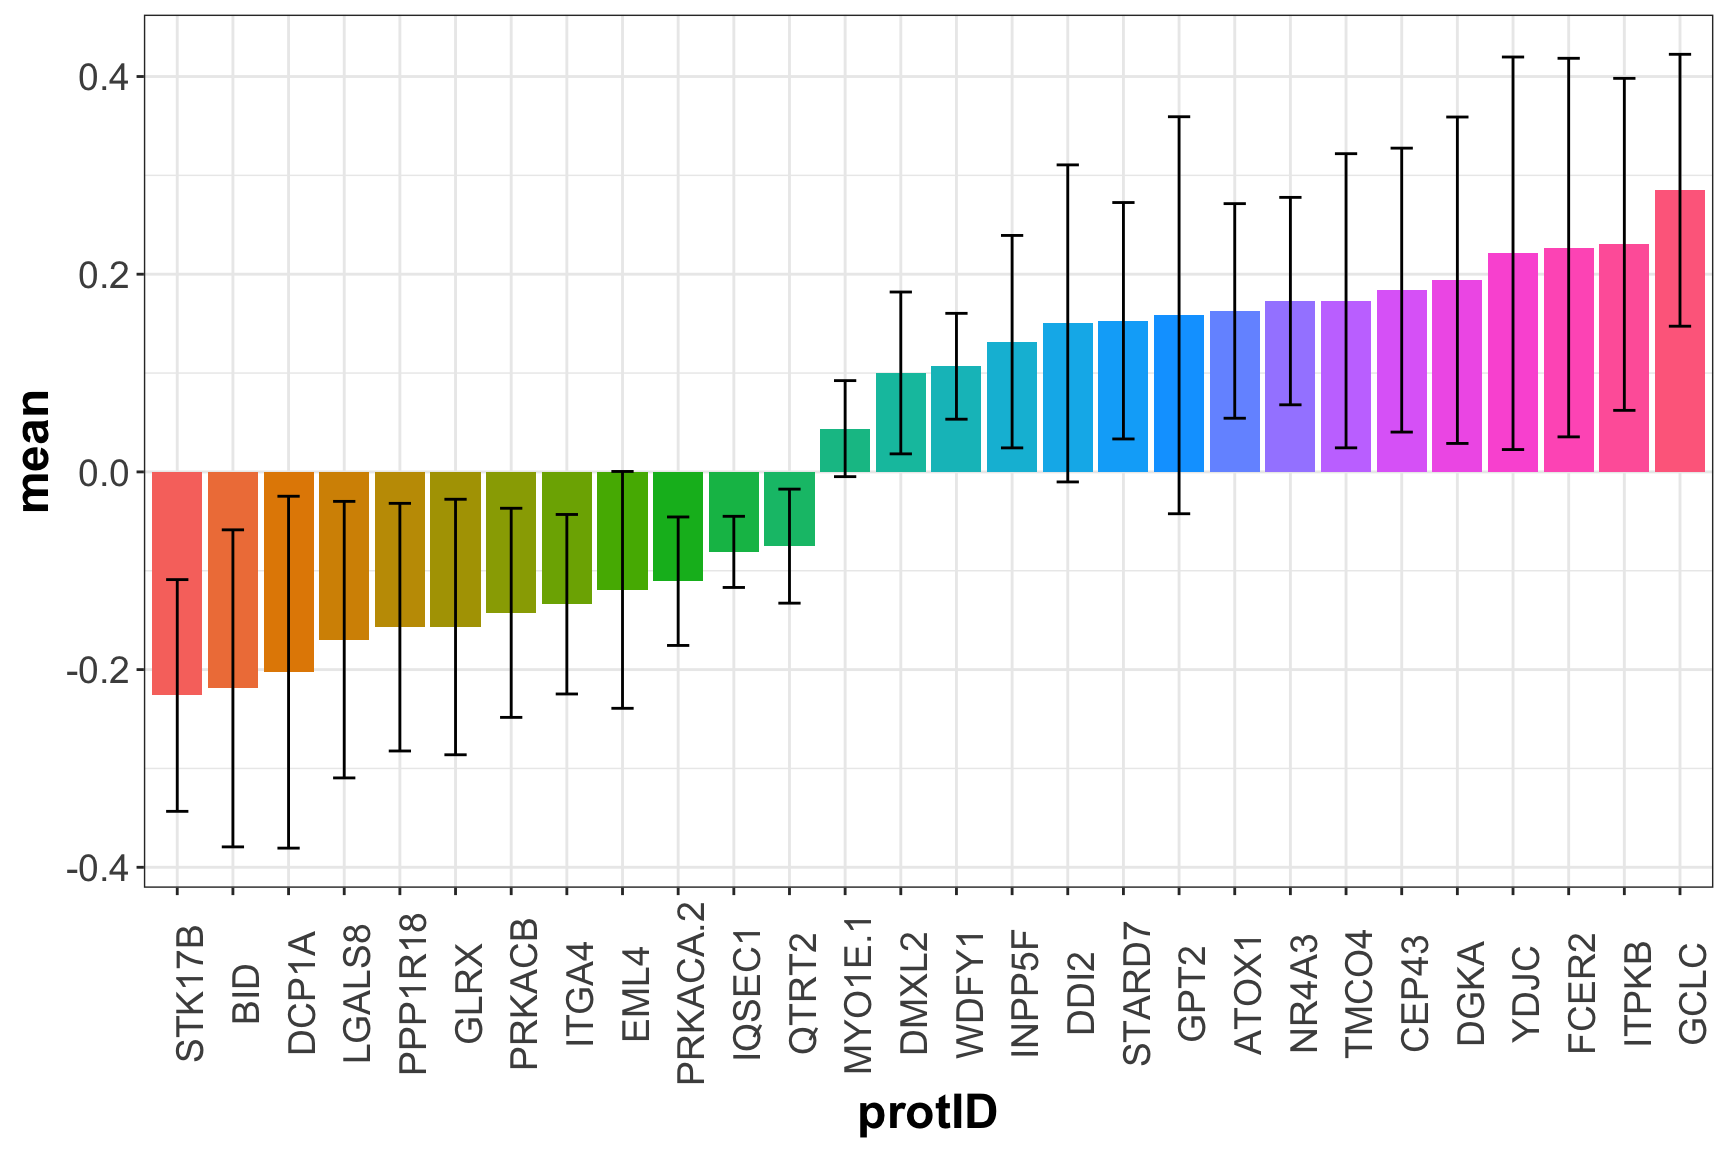 mean
0.4
0.2
0.0
-0.2
-0.4
STK17B
BID
DCP1A
LGALS8
PPP1R18
GLRX
PRKACB
ITGA4
EML4
PRKACA.2
IQSEC1
QTRT2
MYO1E.1
DMXL2
WDFY1
INPP5F
DDI2
STARD7
GPT2
ATOX1
NR4A3
TMCO4
CEP43
DGKA
YDJC
FCER2
ITPKB
GCLC
protID